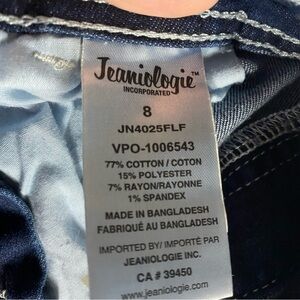 Jeaniologie™
INCORPORATED
8
JN4025FLF
VPO-1006543
77% COTTON / COTON
15% POLYESTER
7% RAYON/RAYONNE
1% SPANDEX
MADE IN BANGLADESH
FABRIQUÉ AU BANGLADESH
IMPORTED BY/ IMPORTÉ PAR
JEANIOLOGIE INC.
CA # 39450
www.jeaniologie.com